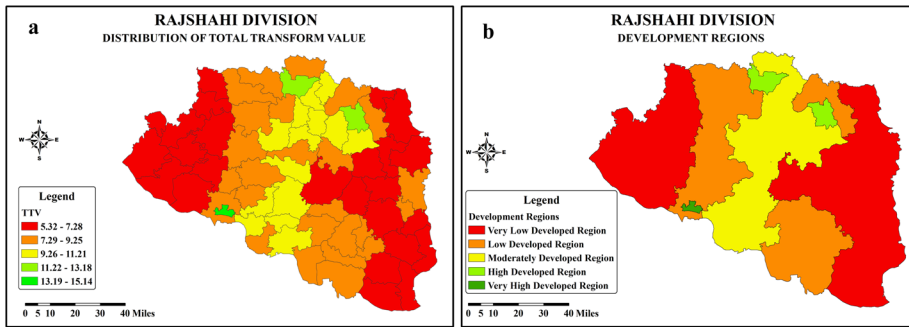 a
RAJSHAHI DIVISION
DISTRIBUTION OF TOTAL TRANSFORM VALUE
N
W E
S
Legend
TTV
5.32 - 7.28
7.29 - 9.25
9.26 - 11.21
11.22 - 13.18
13.19 - 15.14
0 5 10 20 30 40 Miles
b
RAJSHAHI DIVISION
DEVELOPMENT REGIONS
N
W E
S
Legend
Development Regions
Very Low Developed Region
Low Developed Region
Moderately Developed Region
High Developed Region
Very High Developed Region
0 5 10 20 30 40 Miles